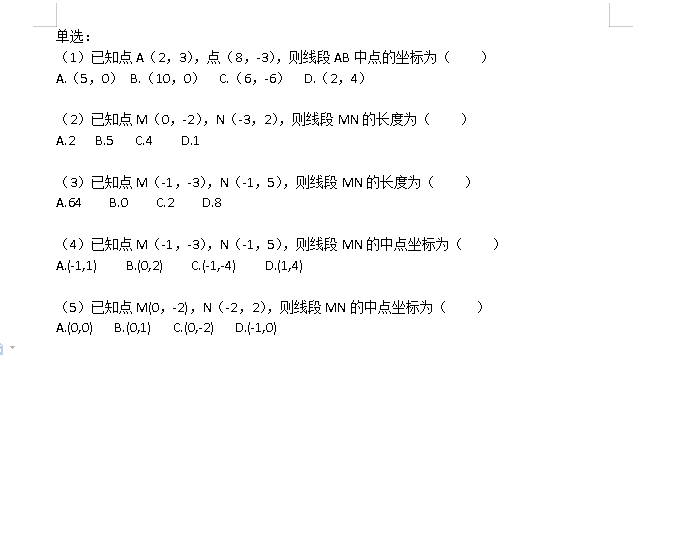 单选：
（1）已知点 A（2，3），点（8，-3），则线段 AB 中点的坐标为（　　）
A.（5，0） B.（10，0） C.（6，-6） D.（2，4）
（2）已知点 M（0，-2），N（-3，2），则线段 MN 的长度为（　　）
A.2 B.5 C.4 D.1
（3）已知点 M（-1，-3），N（-1，5），则线段 MN 的长度为（　　）
A.64 B.0 C.2 D.8
（4）已知点 M（-1，-3），N（-1，5），则线段 MN 的中点坐标为（　　）
A.(-1,1) B.(0,2) C.(-1,-4) D.(1,4)
（5）已知点 M(0，-2)，N（-2，2），则线段 MN 的中点坐标为（　　）
A.(0,0) B.(0,1) C.(0,-2) D.(-1,0)